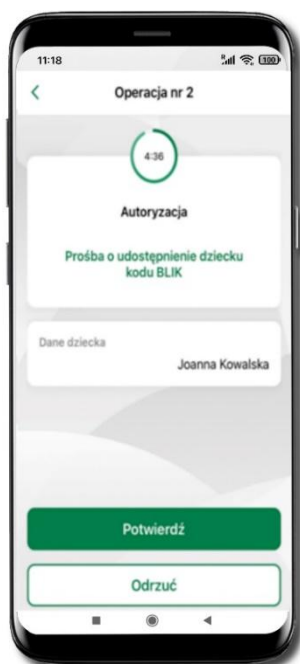 11:18
100
Operacja nr 2
4:36
Autoryzacja
Prośba o udostępnienie dziecku
kodu BLIK
Dane dziecka
Joanna Kowalska
Potwierdź
Odrzuć